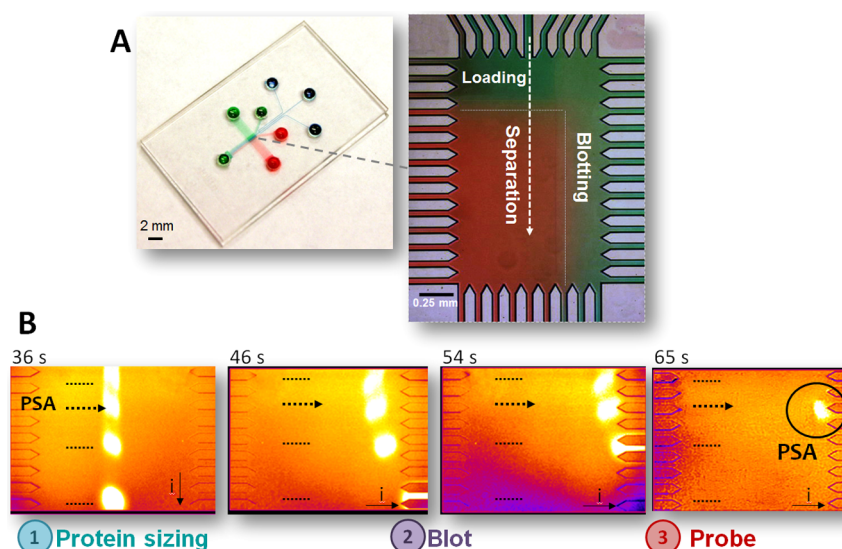 A
2 mm
Loading
Separation
Blotting
0.25 mm
B
36 s
46 s
54 s
65 s
PSA
PSA
i
i
i
i
1 Protein sizing
2 Blot
3 Probe